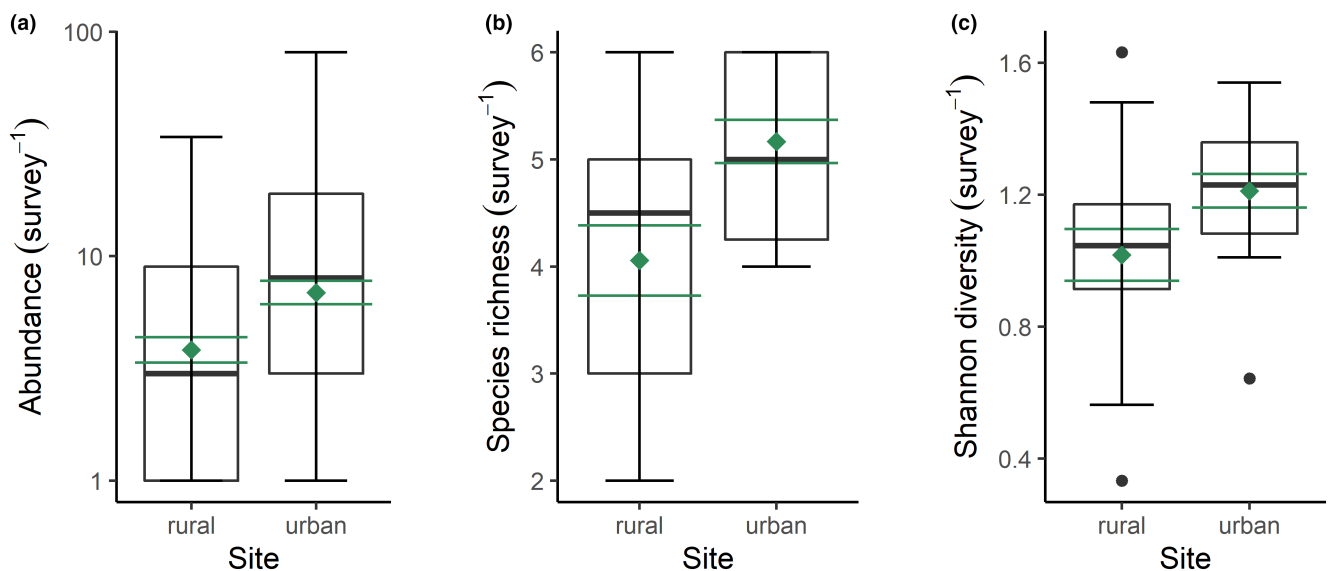 (a)
Abundance (survey⁻¹)
100
10
1
rural urban
Site
(b)
Species richness (survey⁻¹)
6
5
4
3
2
rural urban
Site
(c)
Shannon diversity (survey⁻¹)
1.6
1.2
0.8
0.4
rural urban
Site